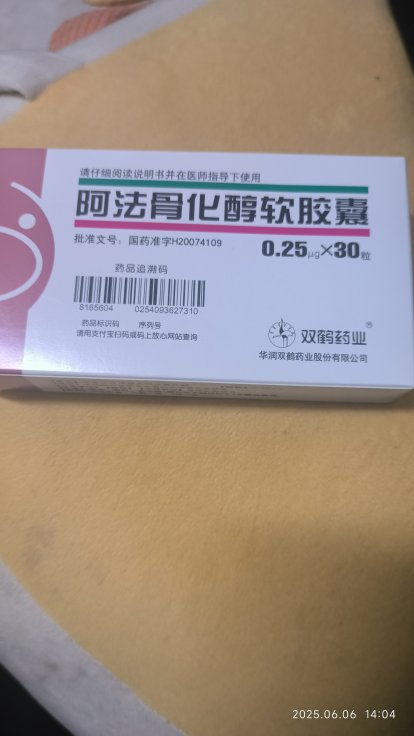 请仔细阅读说明书并在医师指导下使用
阿法骨化醇软胶囊
批准文号：国药准字H20074109
0.25μg×30粒
药品追溯码
8165604 0254093627310
药品标识码 序列号
请用支付宝扫码或码上放心网站查询
双鹤药业®
华润双鹤药业股份有限公司
2025.06.06 14:04